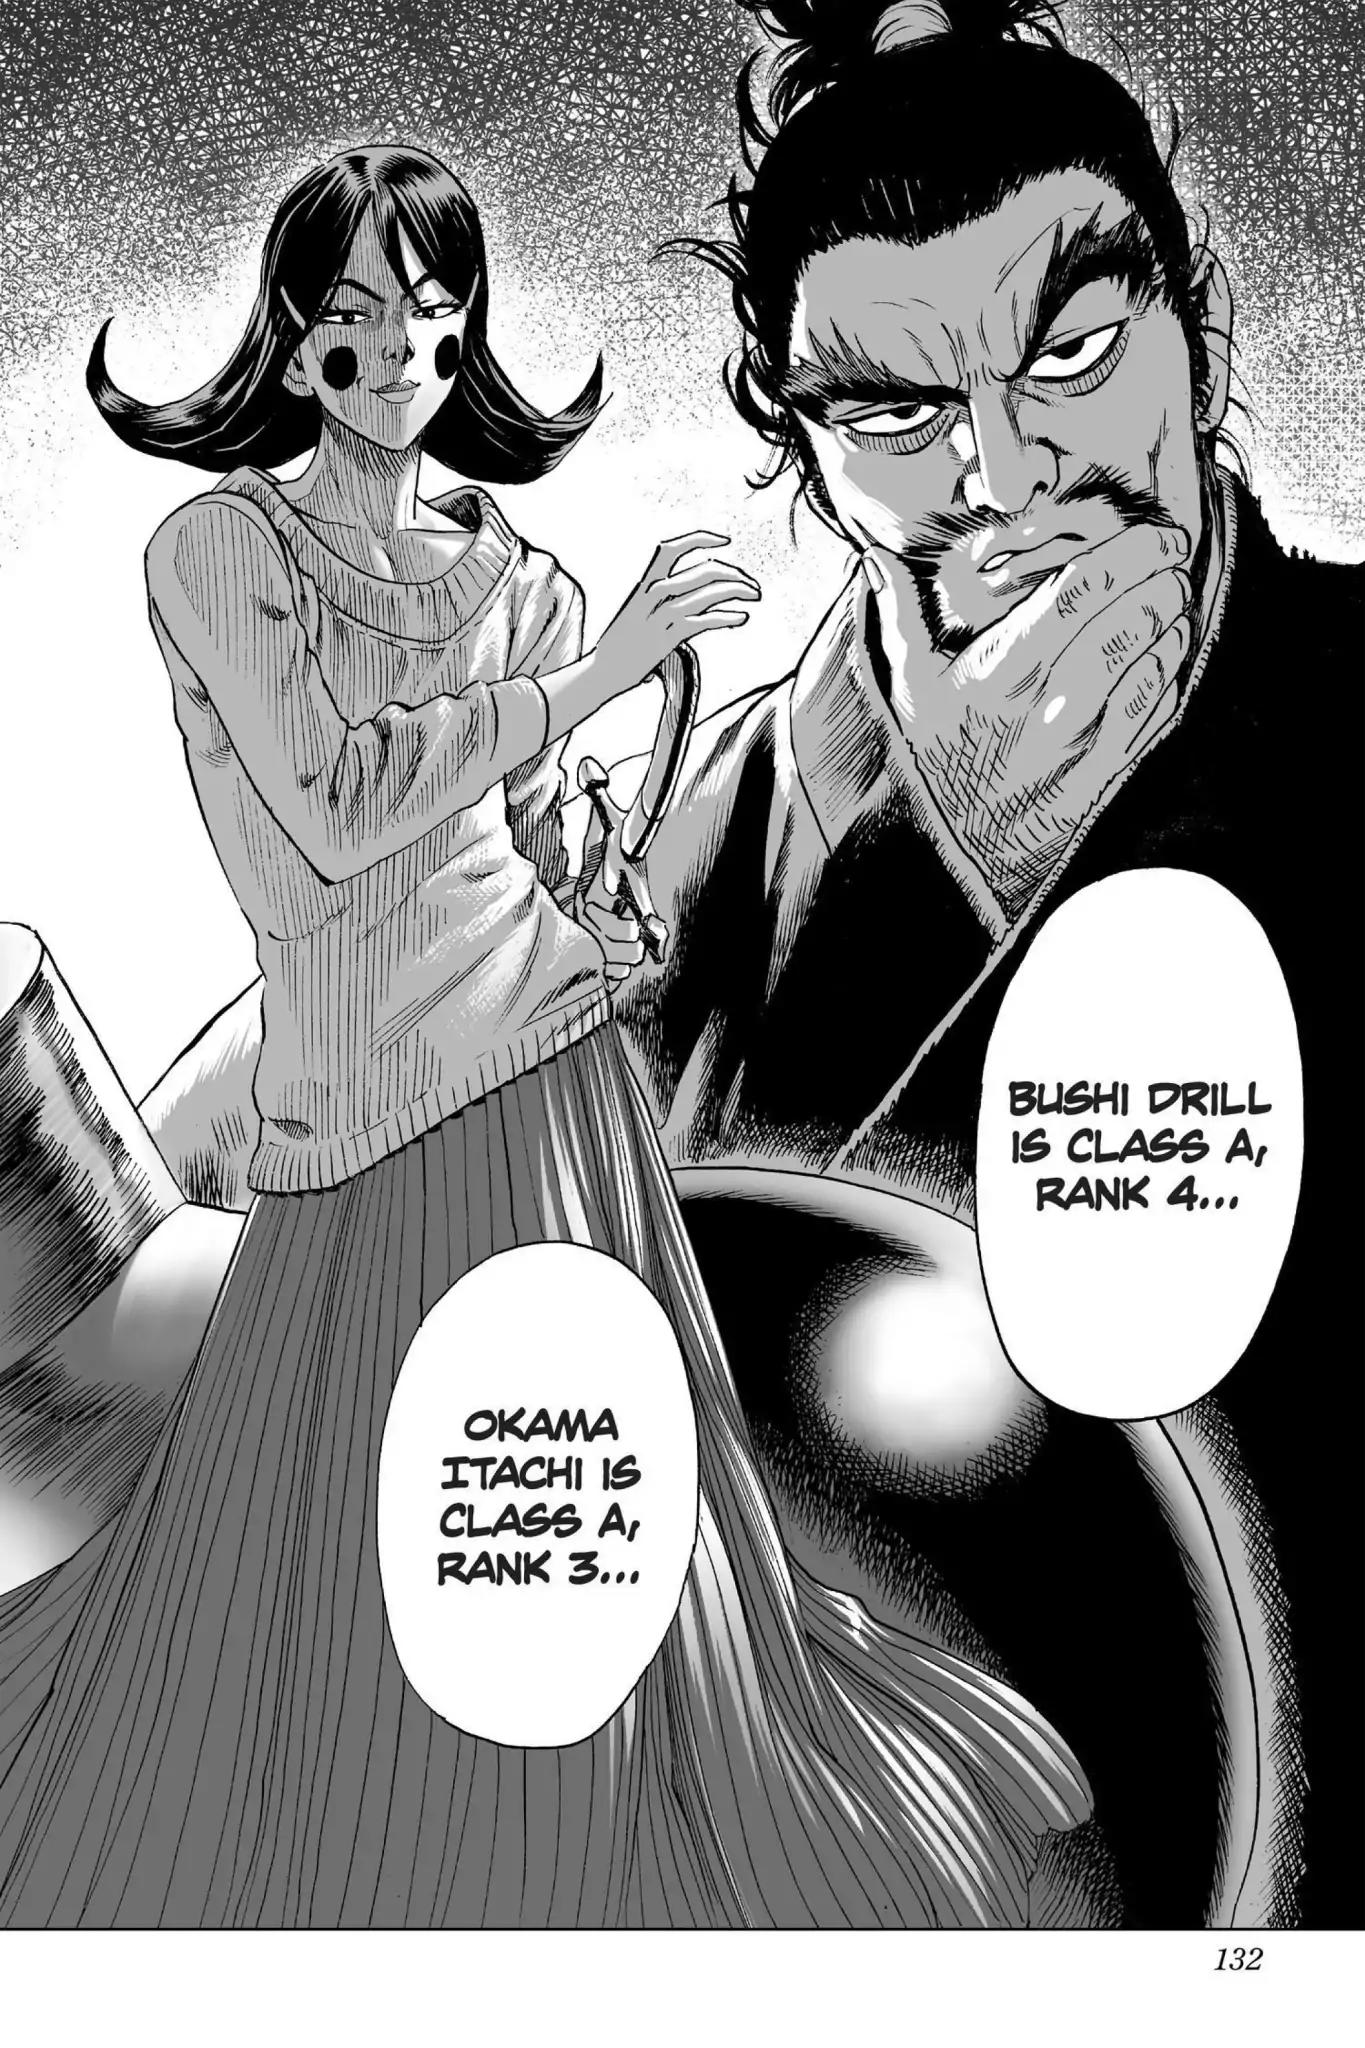 BUSHI DRILL
IS CLASS A,
RANK 4...
OKAMA
ITACHI IS
CLASS A,
RANK 3...
132